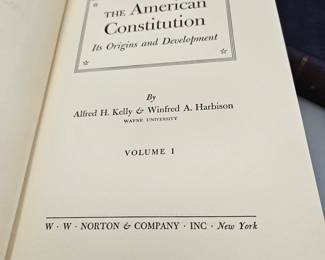 THE American
Constitution
Its Origins and Development
By
Alfred H. Kelly & Winfred A. Harbison
WAYNE UNIVERSITY
VOLUME I
W · W · NORTON & COMPANY · INC · New York